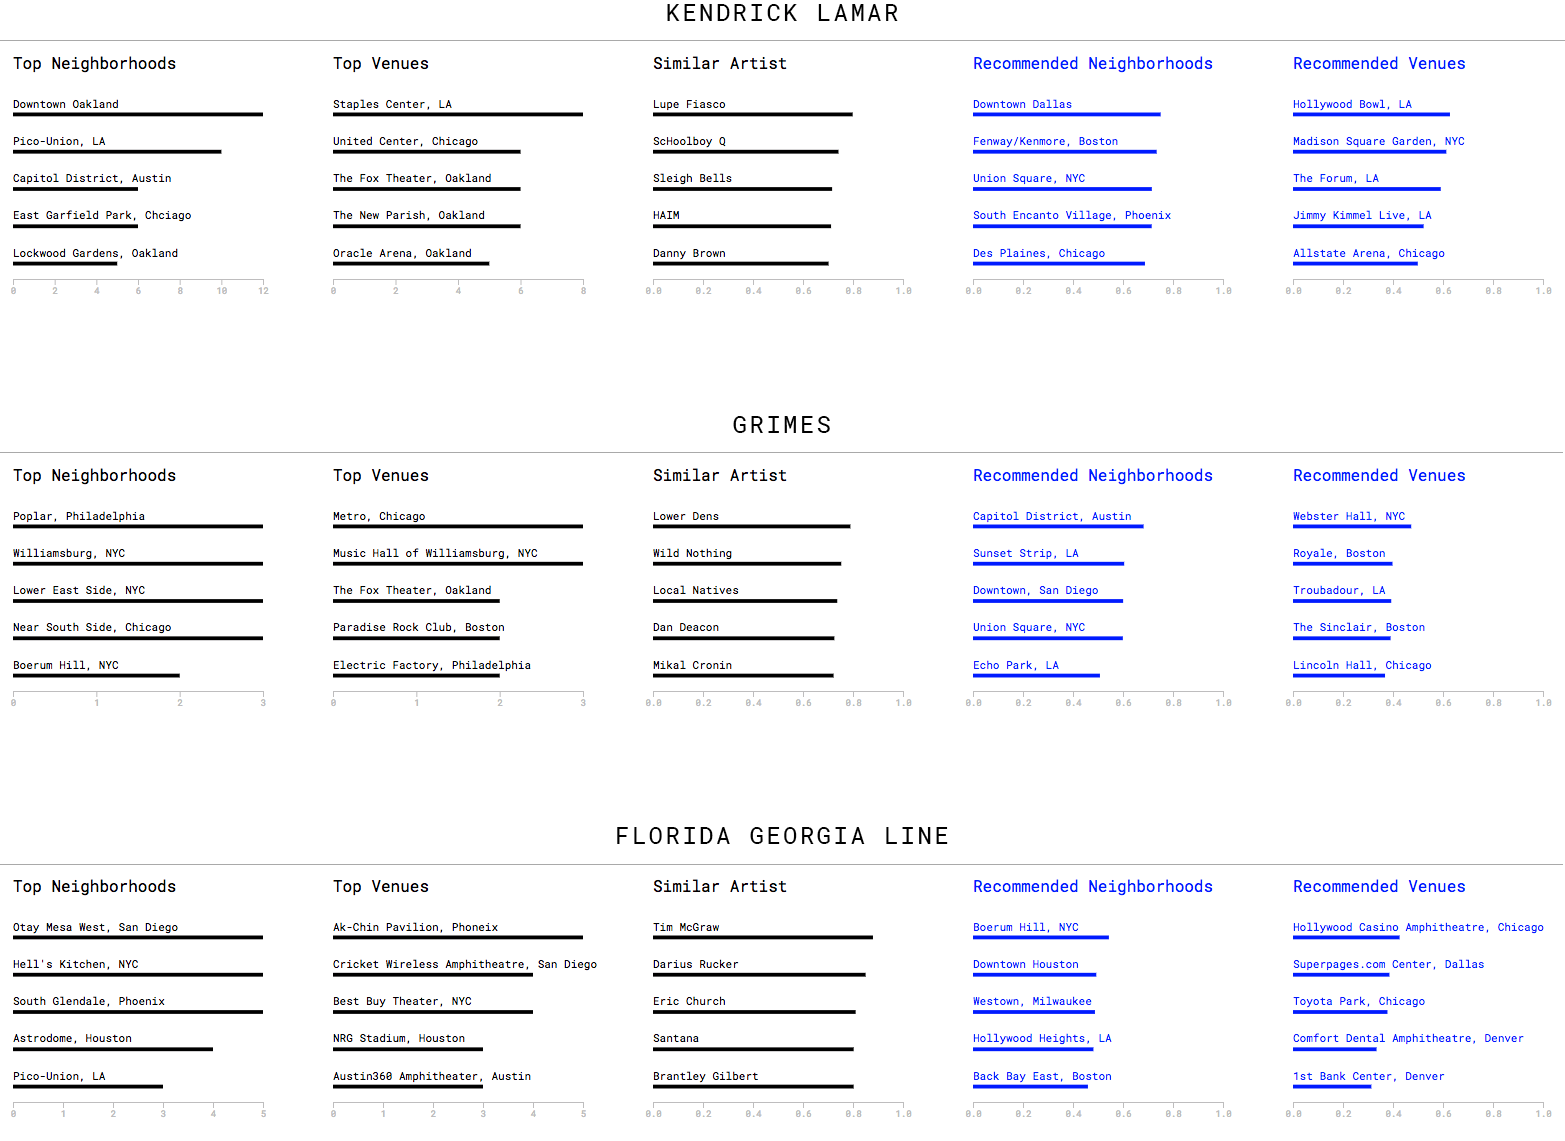 KENDRICK LAMAR
Top Neighborhoods
Downtown Oakland
Pico-Union, LA
Capitol District, Austin
East Garfield Park, Chciago
Lockwood Gardens, Oakland
0 2 4 6 8 10 12
Top Venues
Staples Center, LA
United Center, Chicago
The Fox Theater, Oakland
The New Parish, Oakland
Oracle Arena, Oakland
0 2 4 6 8
Similar Artist
Lupe Fiasco
ScHoolboy Q
Sleigh Bells
HAIM
Danny Brown
0.0 0.2 0.4 0.6 0.8 1.0
Recommended Neighborhoods
Downtown Dallas
Fenway/Kenmore, Boston
Union Square, NYC
South Encanto Village, Phoenix
Des Plaines, Chicago
0.0 0.2 0.4 0.6 0.8 1.0
Recommended Venues
Hollywood Bowl, LA
Madison Square Garden, NYC
The Forum, LA
Jimmy Kimmel Live, LA
Allstate Arena, Chicago
0.0 0.2 0.4 0.6 0.8 1.0
GRIMES
Top Neighborhoods
Poplar, Philadelphia
Williamsburg, NYC
Lower East Side, NYC
Near South Side, Chicago
Boerum Hill, NYC
0 1 2 3
Top Venues
Metro, Chicago
Music Hall of Williamsburg, NYC
The Fox Theater, Oakland
Paradise Rock Club, Boston
Electric Factory, Philadelphia
0 1 2 3
Similar Artist
Lower Dens
Wild Nothing
Local Natives
Dan Deacon
Mikal Cronin
0.0 0.2 0.4 0.6 0.8 1.0
Recommended Neighborhoods
Capitol District, Austin
Sunset Strip, LA
Downtown, San Diego
Union Square, NYC
Echo Park, LA
0.0 0.2 0.4 0.6 0.8 1.0
Recommended Venues
Webster Hall, NYC
Royale, Boston
Troubadour, LA
The Sinclair, Boston
Lincoln Hall, Chicago
0.0 0.2 0.4 0.6 0.8 1.0
FLORIDA GEORGIA LINE
Top Neighborhoods
Otay Mesa West, San Diego
Hell's Kitchen, NYC
South Glendale, Phoenix
Astrodome, Houston
Pico-Union, LA
0 1 2 3 4 5
Top Venues
Ak-Chin Pavilion, Phoneix
Cricket Wireless Amphitheatre, San Diego
Best Buy Theater, NYC
NRG Stadium, Houston
Austin360 Amphitheater, Austin
0 1 2 3 4 5
Similar Artist
Tim McGraw
Darius Rucker
Eric Church
Santana
Brantley Gilbert
0.0 0.2 0.4 0.6 0.8 1.0
Recommended Neighborhoods
Boerum Hill, NYC
Downtown Houston
Westown, Milwaukee
Hollywood Heights, LA
Back Bay East, Boston
0.0 0.2 0.4 0.6 0.8 1.0
Recommended Venues
Hollywood Casino Amphitheatre, Chicago
Superpages.com Center, Dallas
Toyota Park, Chicago
Comfort Dental Amphitheatre, Denver
1st Bank Center, Denver
0.0 0.2 0.4 0.6 0.8 1.0